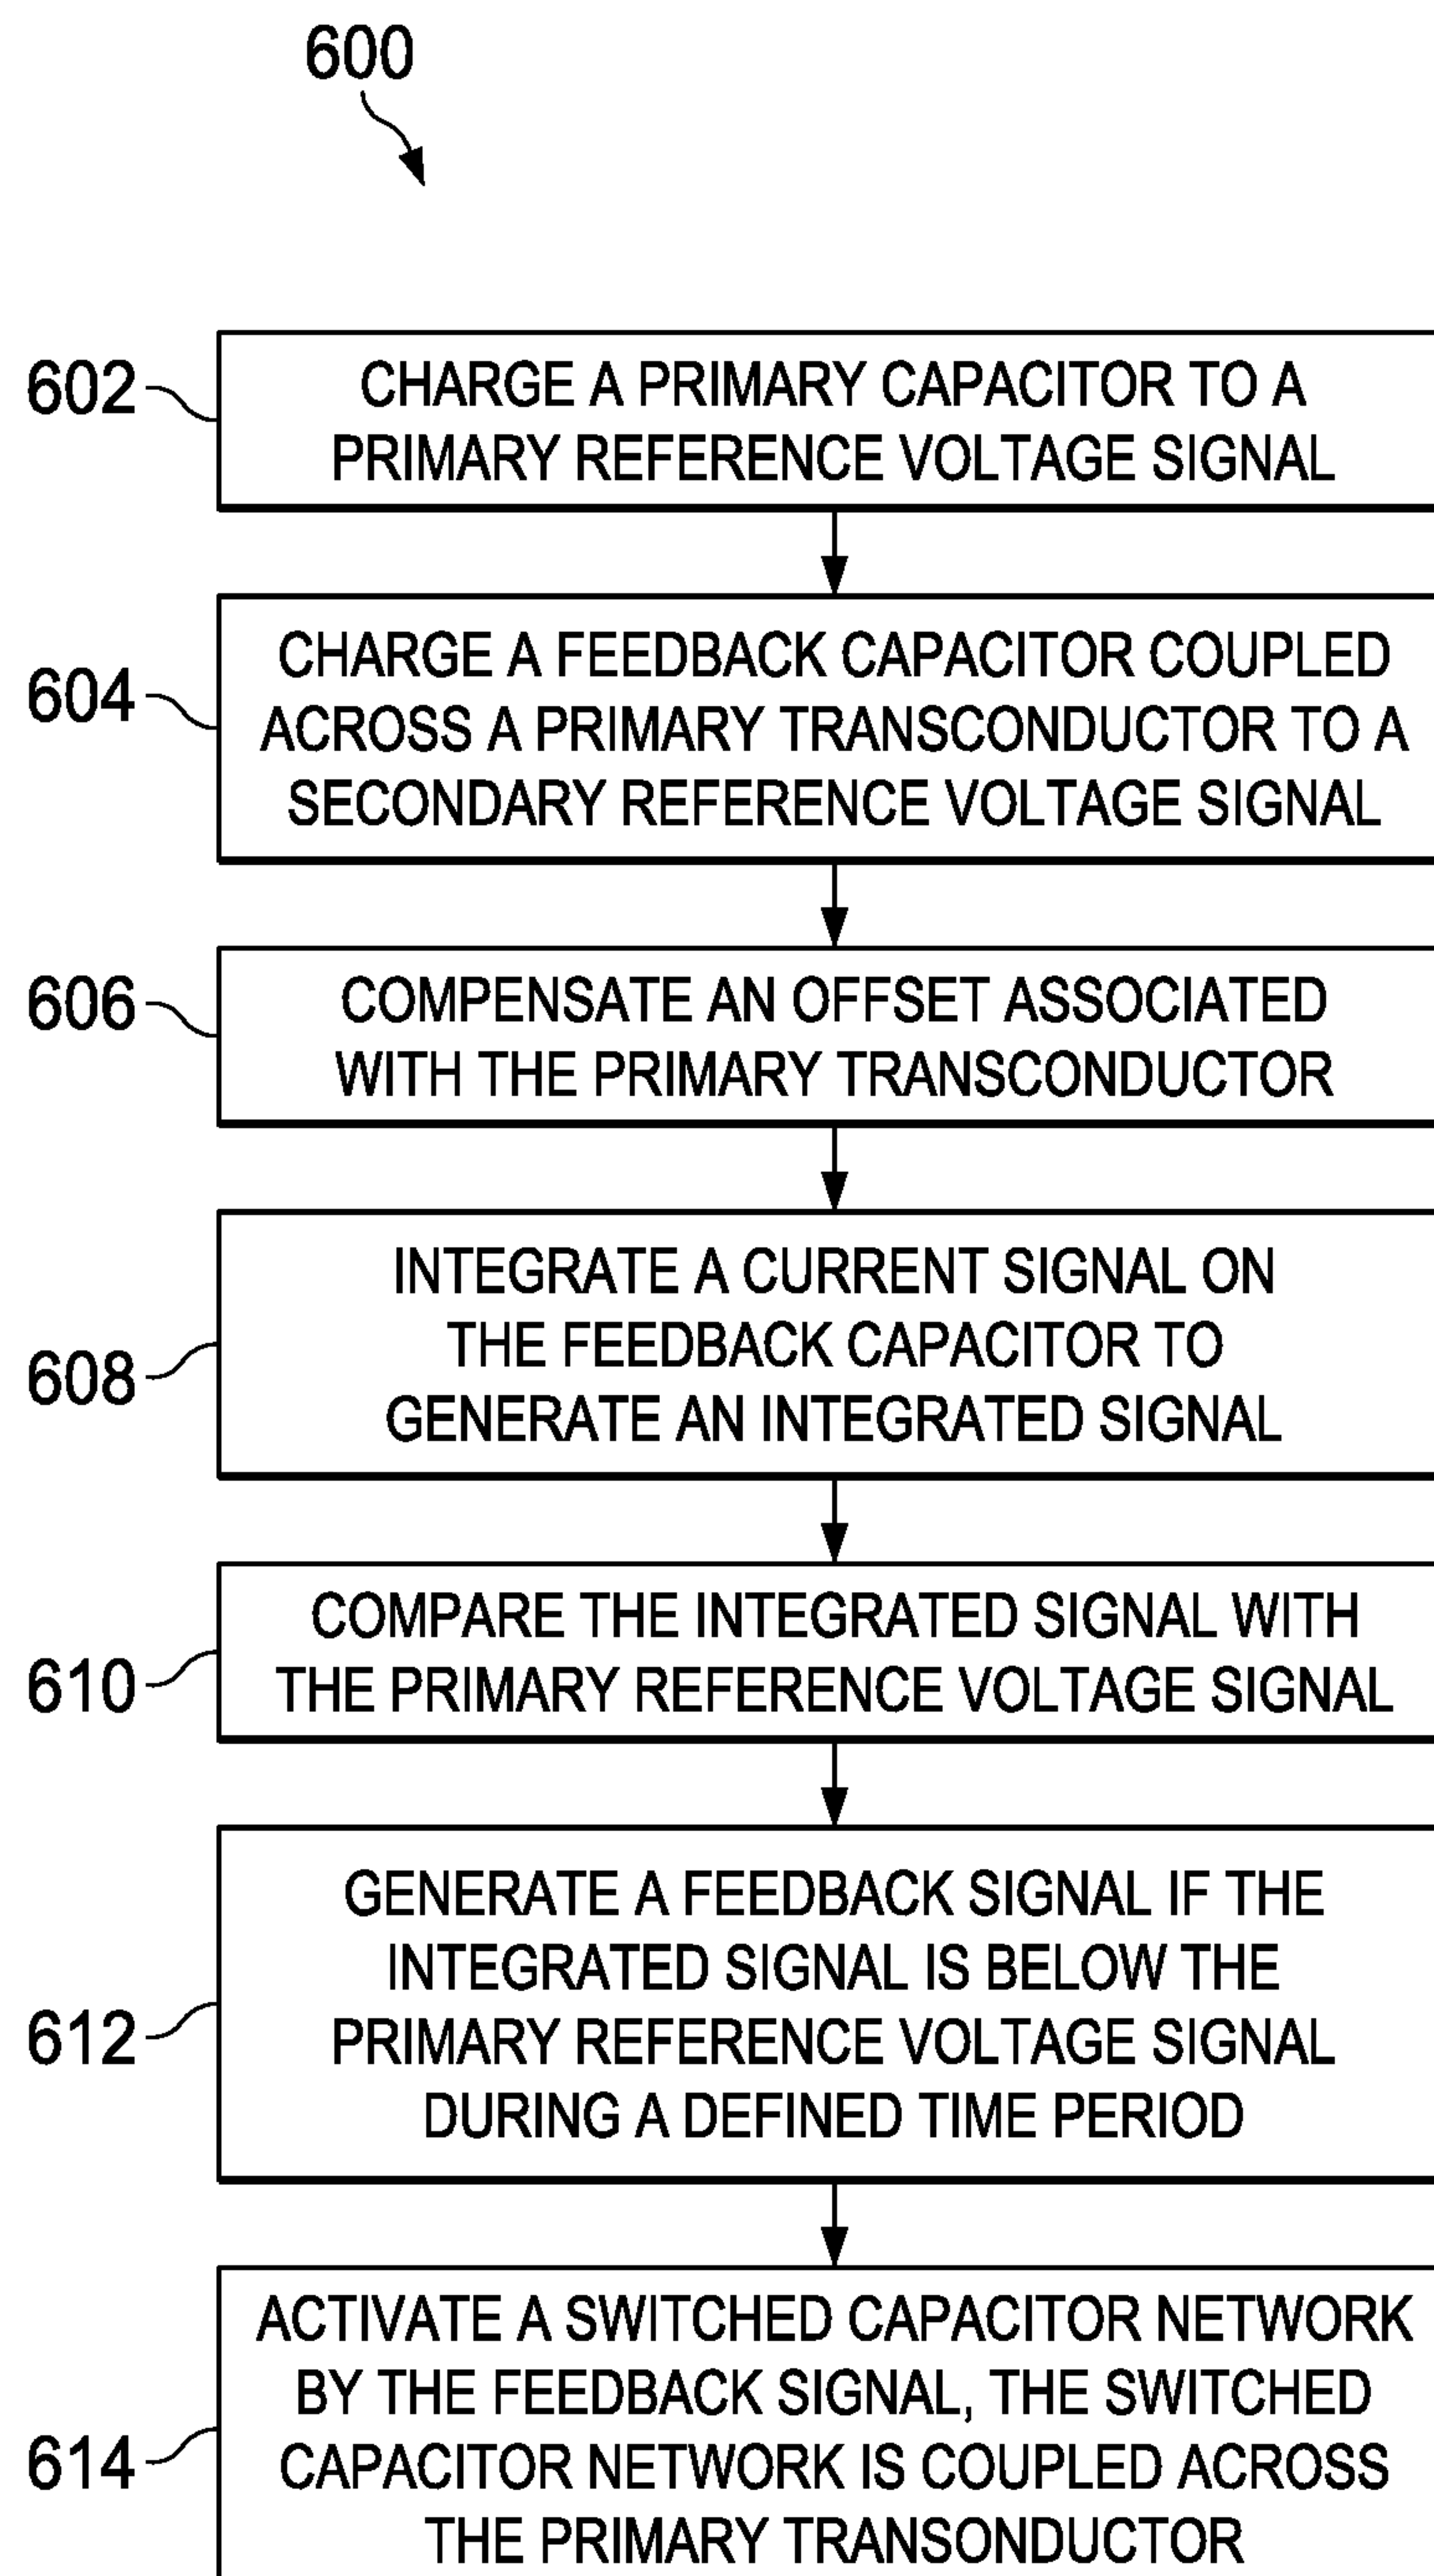 600
602
CHARGE A PRIMARY CAPACITOR TO A
PRIMARY REFERENCE VOLTAGE SIGNAL
604
CHARGE A FEEDBACK CAPACITOR COUPLED
ACROSS A PRIMARY TRANSCONDUCTOR TO A
SECONDARY REFERENCE VOLTAGE SIGNAL
606
COMPENSATE AN OFFSET ASSOCIATED
WITH THE PRIMARY TRANSCONDUCTOR
608
INTEGRATE A CURRENT SIGNAL ON
THE FEEDBACK CAPACITOR TO
GENERATE AN INTEGRATED SIGNAL
610
COMPARE THE INTEGRATED SIGNAL WITH
THE PRIMARY REFERENCE VOLTAGE SIGNAL
612
GENERATE A FEEDBACK SIGNAL IF THE
INTEGRATED SIGNAL IS BELOW THE
PRIMARY REFERENCE VOLTAGE SIGNAL
DURING A DEFINED TIME PERIOD
614
ACTIVATE A SWITCHED CAPACITOR NETWORK
BY THE FEEDBACK SIGNAL, THE SWITCHED
CAPACITOR NETWORK IS COUPLED ACROSS
THE PRIMARY TRANSONDUCTOR